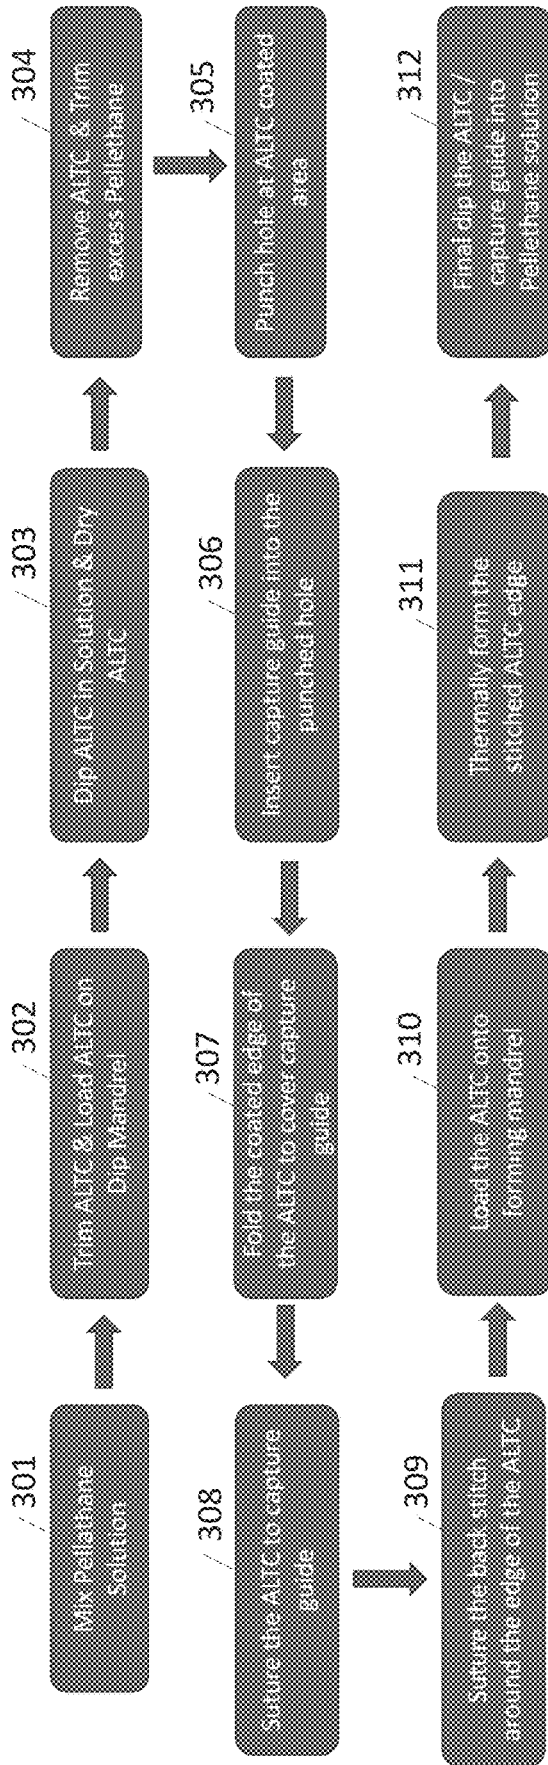 301
Mix Pellathane
Solution
302
Trim ALTC & Load ALTC on
Dip Mandrel
303
Dip ALTC in Solution & Dry
ALTC
304
Remove ALTC & Trim
excess Pellethane
305
Punch hole at ALTC coated
area
306
Insert capture guide into the
punched hole
307
Fold the coated edge of
the ALTC to cover capture
guide
308
Suture the ALTC to capture
guide
309
Suture the back stitch
around the edge of the ALTC
310
Load the ALTC onto
forming mandrel
311
Thermally form the
stitched ALTC edge
312
Final dip the ALTC /
capture guide into
Pellethane solution